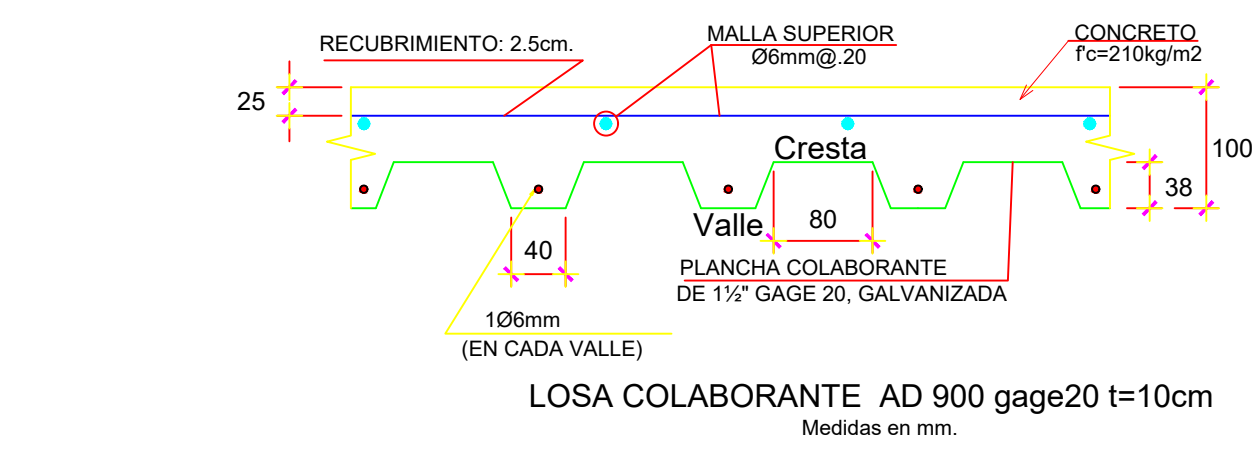 RECUBRIMIENTO: 2.5cm.
MALLA SUPERIOR
Ø6mm@.20
CONCRETO
f'c=210kg/m2
25
100
Cresta
38
Valle
80
40
PLANCHA COLABORANTE
DE 1½" GAGE 20, GALVANIZADA
1Ø6mm
(EN CADA VALLE)
LOSA COLABORANTE AD 900 gage20 t=10cm
Medidas en mm.